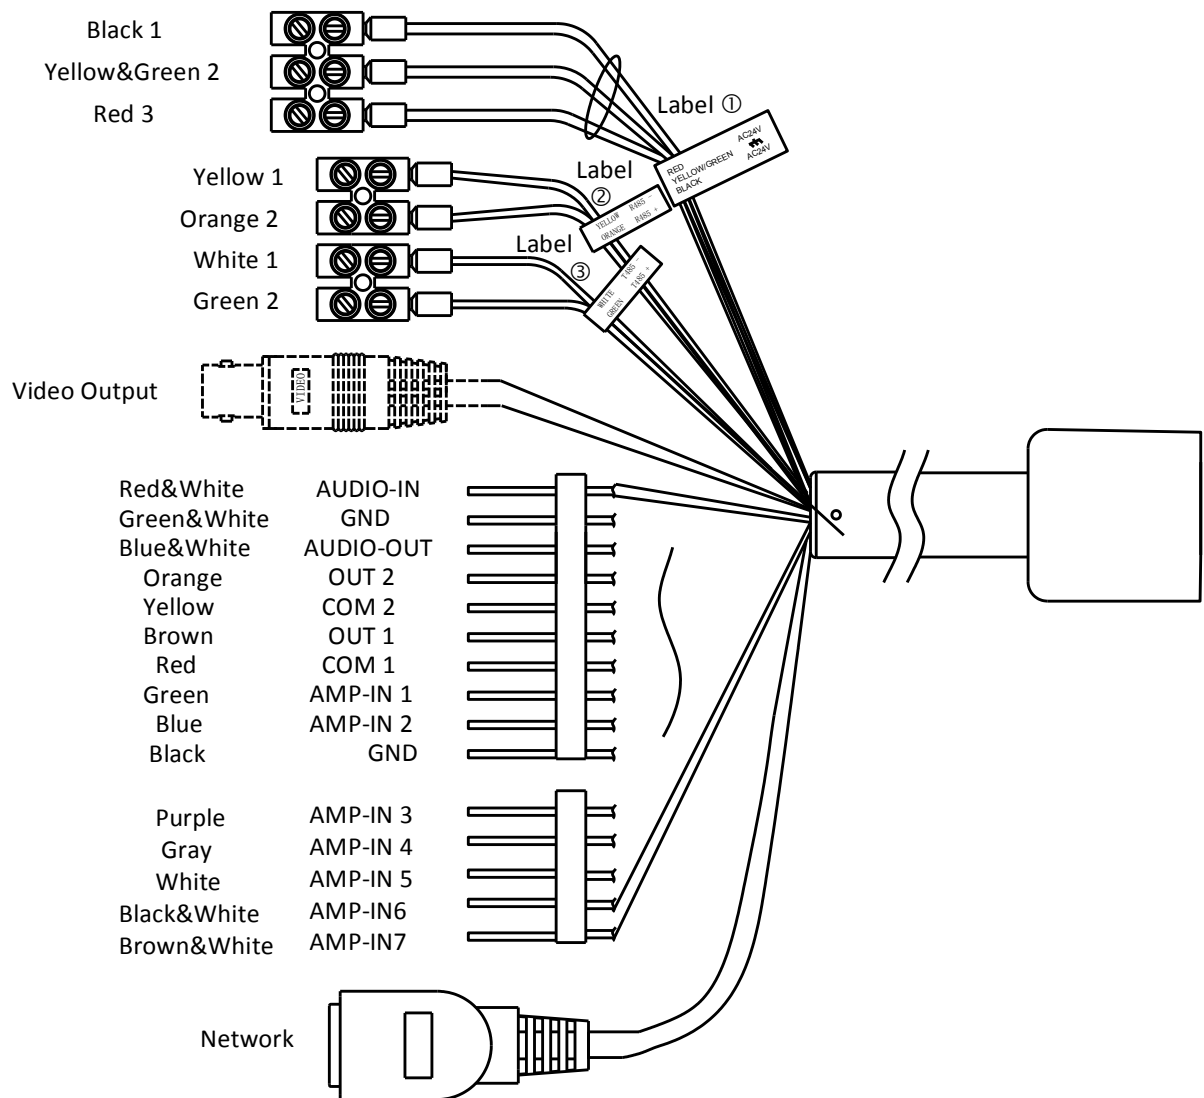 Black 1
Yellow&Green 2
Red 3
Label ①
RED AC24V
YELLOW/GREEN
BLACK AC24V
Yellow 1
Orange 2
Label
②
YELLOW R485 -
ORANGE R485 +
White 1
Green 2
Label
③
WHITE T485 -
GREEN T485 +
Video Output
VIDEO
Red&White AUDIO-IN
Green&White GND
Blue&White AUDIO-OUT
Orange OUT 2
Yellow COM 2
Brown OUT 1
Red COM 1
Green AMP-IN 1
Blue AMP-IN 2
Black GND
Purple AMP-IN 3
Gray AMP-IN 4
White AMP-IN 5
Black&White AMP-IN6
Brown&White AMP-IN7
Network